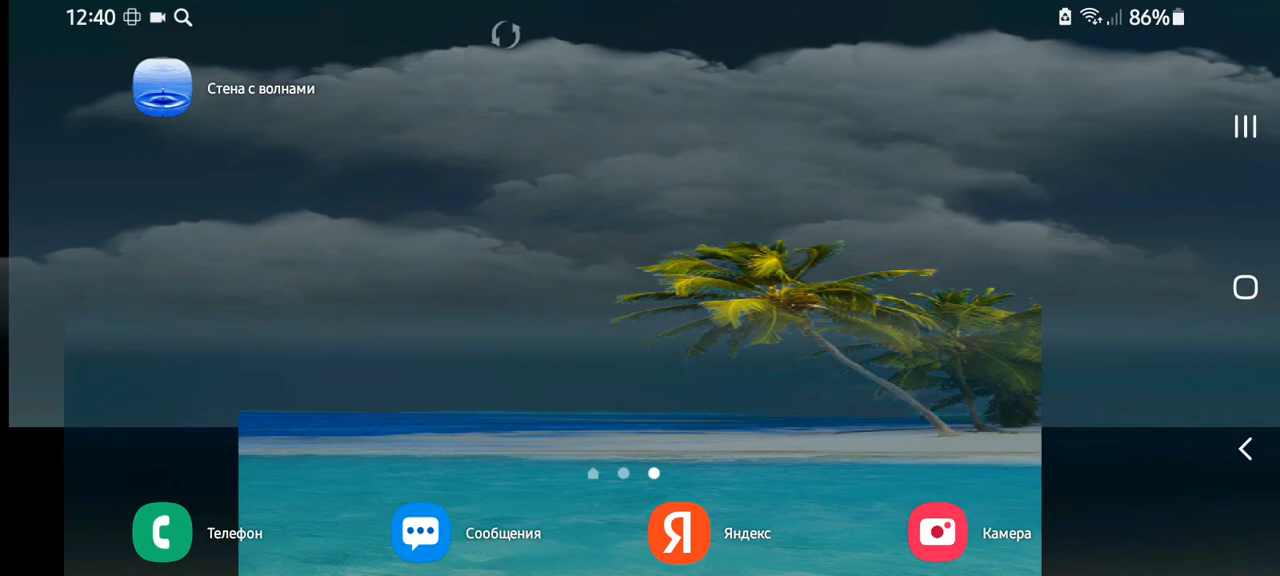 12:40
86%
Стена с волнами
Телефон
Сообщения
Я
Яндекс
Камера